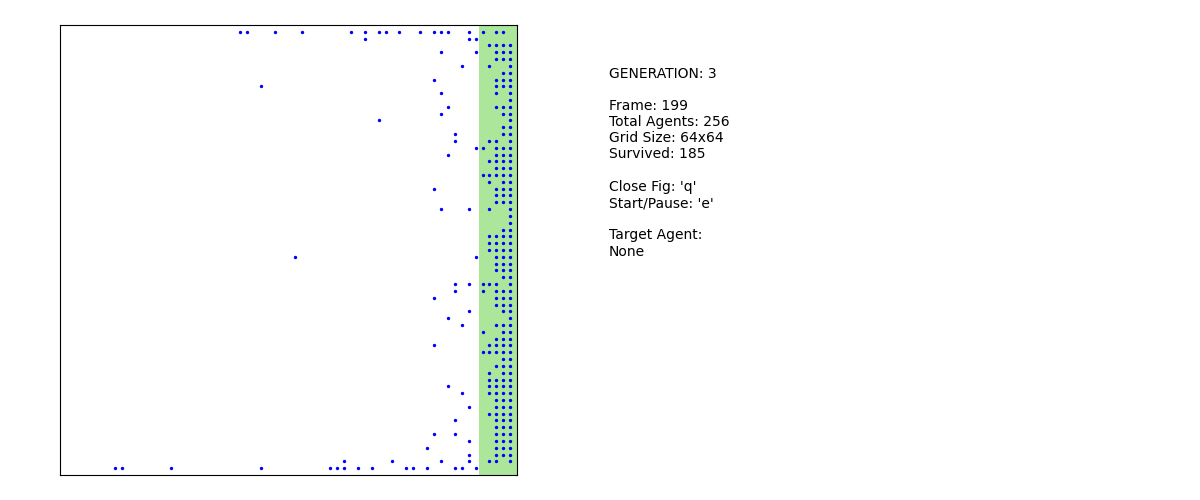 GENERATION: 3
Frame: 199
Total Agents: 256
Grid Size: 64x64
Survived: 185
Close Fig: 'q'
Start/Pause: 'e'
Target Agent:
None